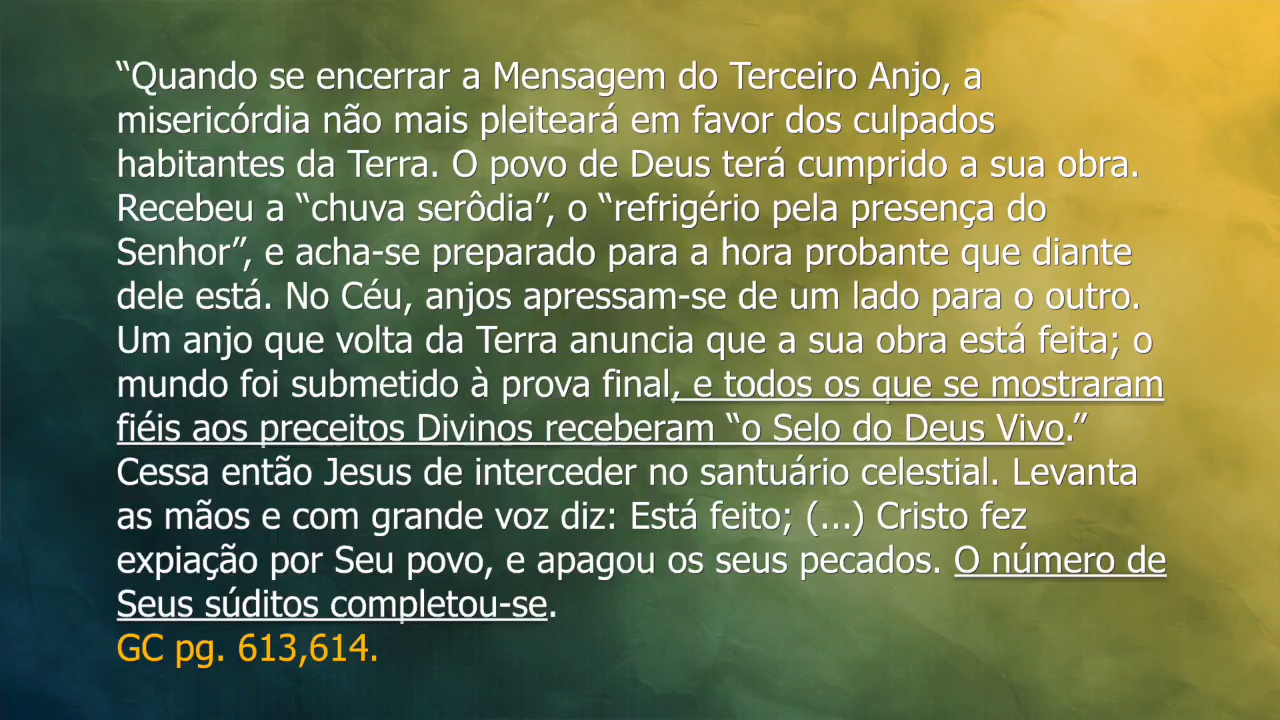 “Quando se encerrar a Mensagem do Terceiro Anjo, a
misericórdia não mais pleiteará em favor dos culpados
habitantes da Terra. O povo de Deus terá cumprido a sua obra.
Recebeu a “chuva serôdia”, o “refrigério pela presença do
Senhor”, e acha-se preparado para a hora probante que diante
dele está. No Céu, anjos apressam-se de um lado para o outro.
Um anjo que volta da Terra anuncia que a sua obra está feita; o
mundo foi submetido à prova final, e todos os que se mostraram
fiéis aos preceitos Divinos receberam “o Selo do Deus Vivo.”
Cessa então Jesus de interceder no santuário celestial. Levanta
as mãos e com grande voz diz: Está feito; (...) Cristo fez
expiação por Seu povo, e apagou os seus pecados. O número de
Seus súditos completou-se.
GC pg. 613,614.